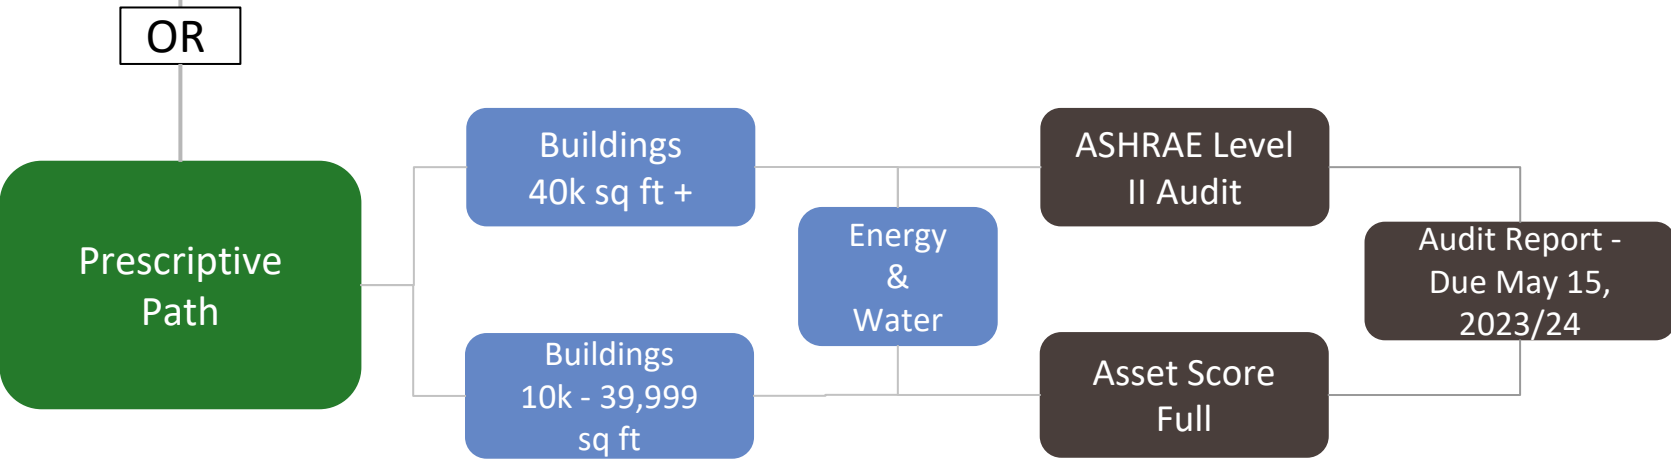 OR
Prescriptive
Path
Buildings
40k sq ft +
Buildings
10k - 39,999
sq ft
Energy
&
Water
ASHRAE Level
II Audit
Asset Score
Full
Audit Report -
Due May 15,
2023/24